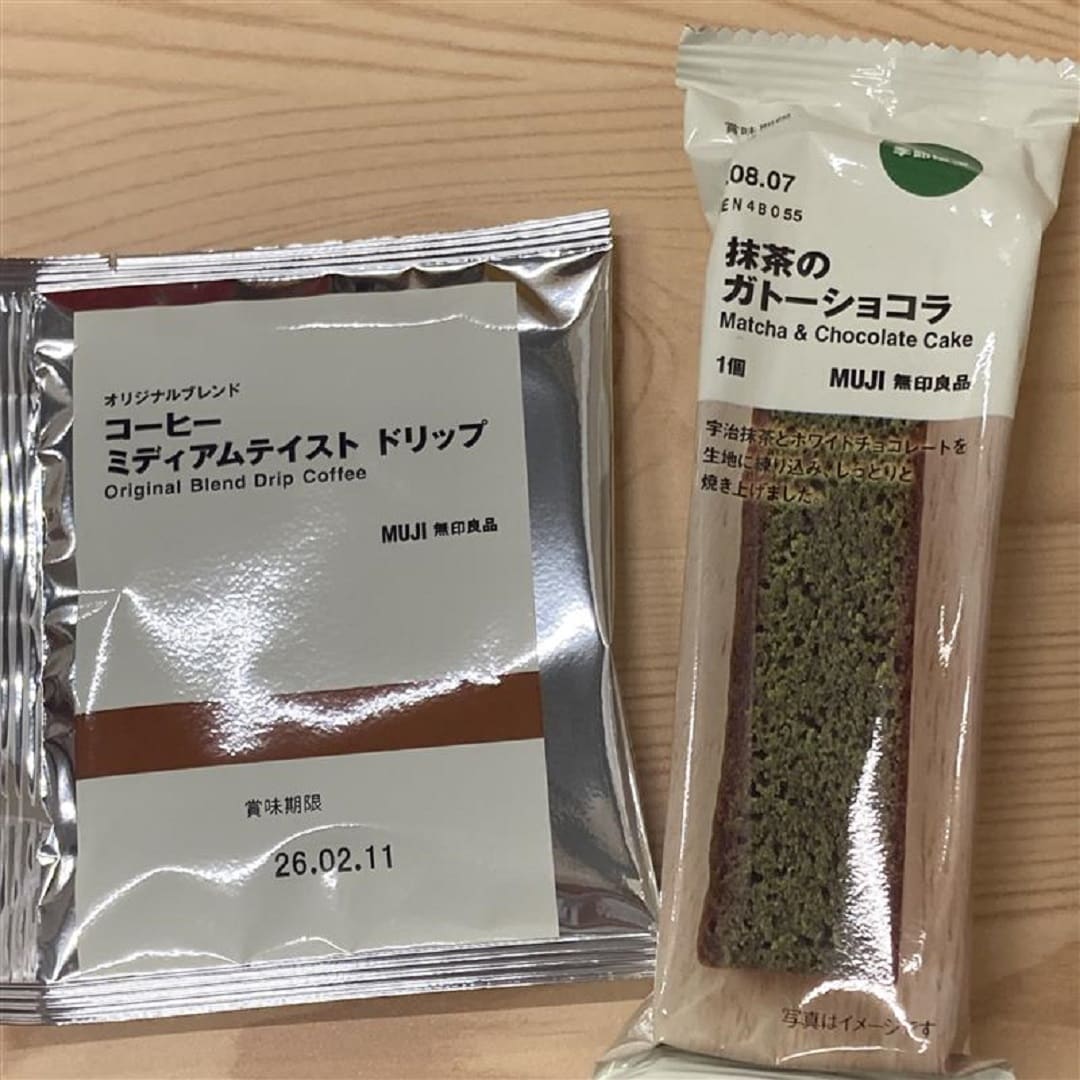 オリジナルブレンド
コーヒー
ミディアムテイスト ドリップ
Original Blend Drip Coffee
MUJI 無印良品
賞味期限
26.02.11
賞味期限
.08.07
EN4B055
抹茶の
ガトーショコラ
Matcha & Chocolate Cake
1個
MUJI 無印良品
宇治抹茶とホワイトチョコレートを
生地に練り込み、しっとりと
焼き上げました。
写真はイメージです